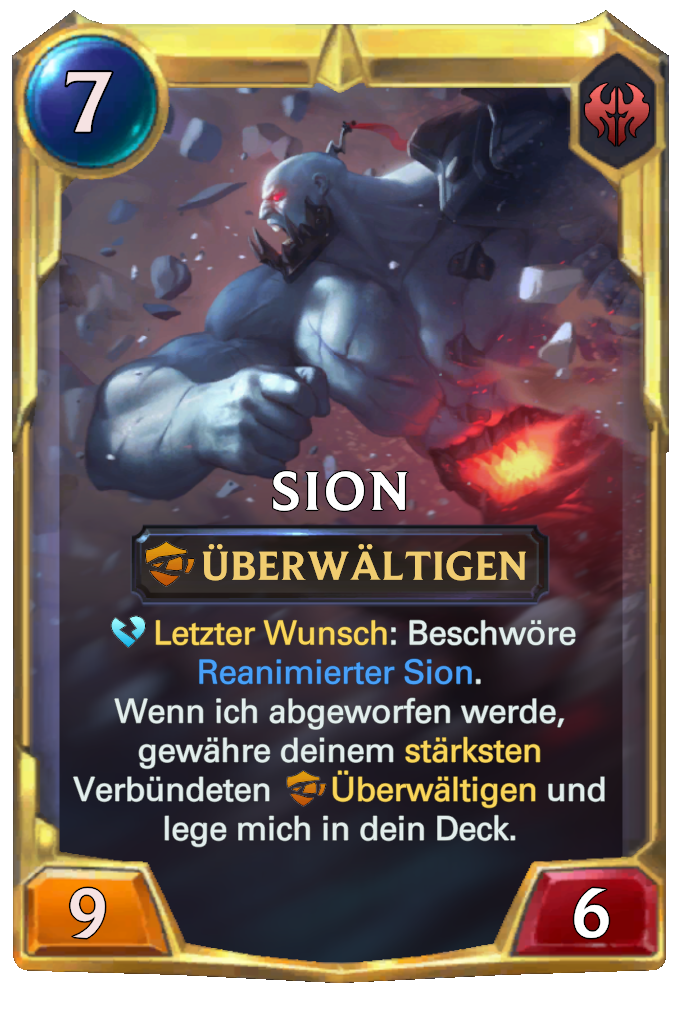 7
SION
ÜBERWÄLTIGEN
Letzter Wunsch: Beschwöre
Reanimierter Sion.
Wenn ich abgeworfen werde,
gewähre deinem stärksten
Verbündeten Überwältigen und
lege mich in dein Deck.
9
6